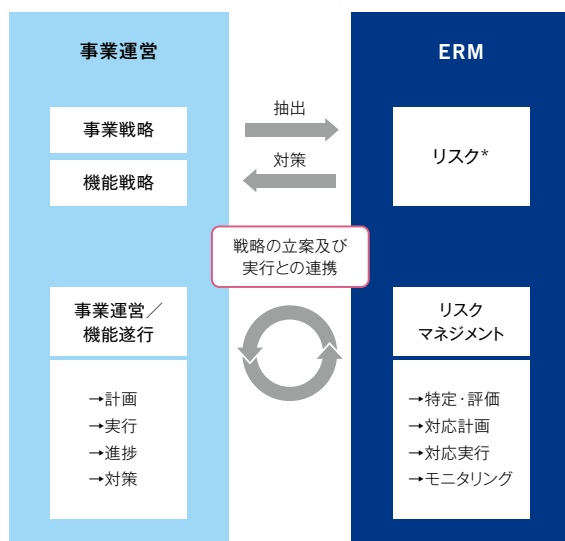 事業運営
ERM
事業戦略
機能戦略
抽出
対策
リスク*
戦略の立案及び
実行との連携
事業運営／
機能遂行
リスク
マネジメント
→計画
→実行
→進捗
→対策
→特定・評価
→対応計画
→対応実行
→モニタリング